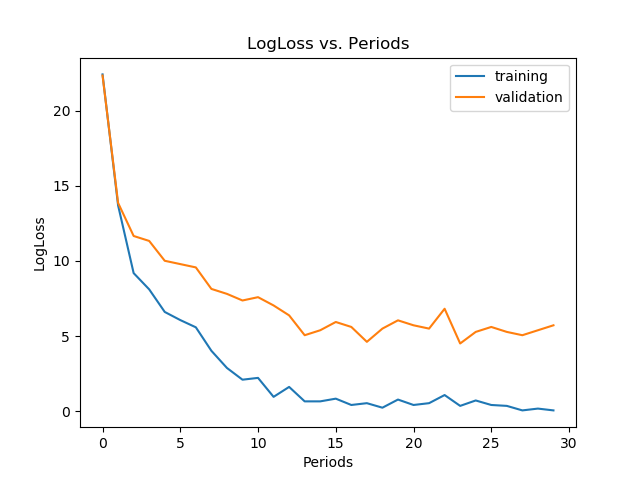 LogLoss vs. Periods
training
validation
LogLoss
20
15
10
5
0
0 5 10 15 20 25 30
Periods